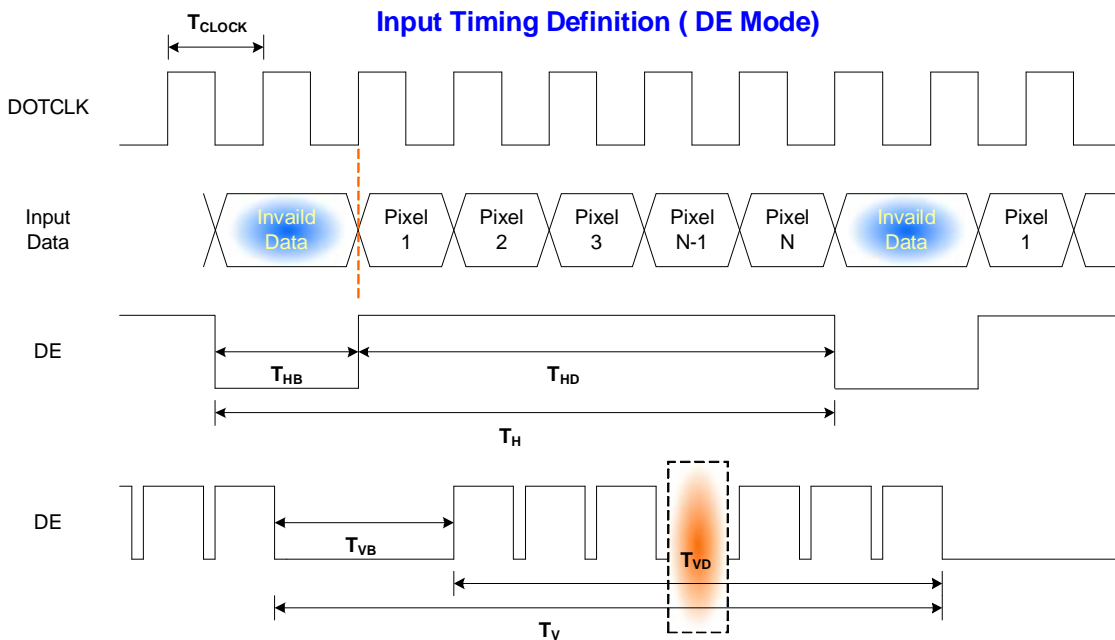 Input Timing Definition ( DE Mode)
TCLOCK
DOTCLK
Input
Data
Invaild
Data
Pixel
1
Pixel
2
Pixel
3
Pixel
N-1
Pixel
N
Invaild
Data
Pixel
1
DE
THB
THD
TH
DE
TVB
TVD
TV